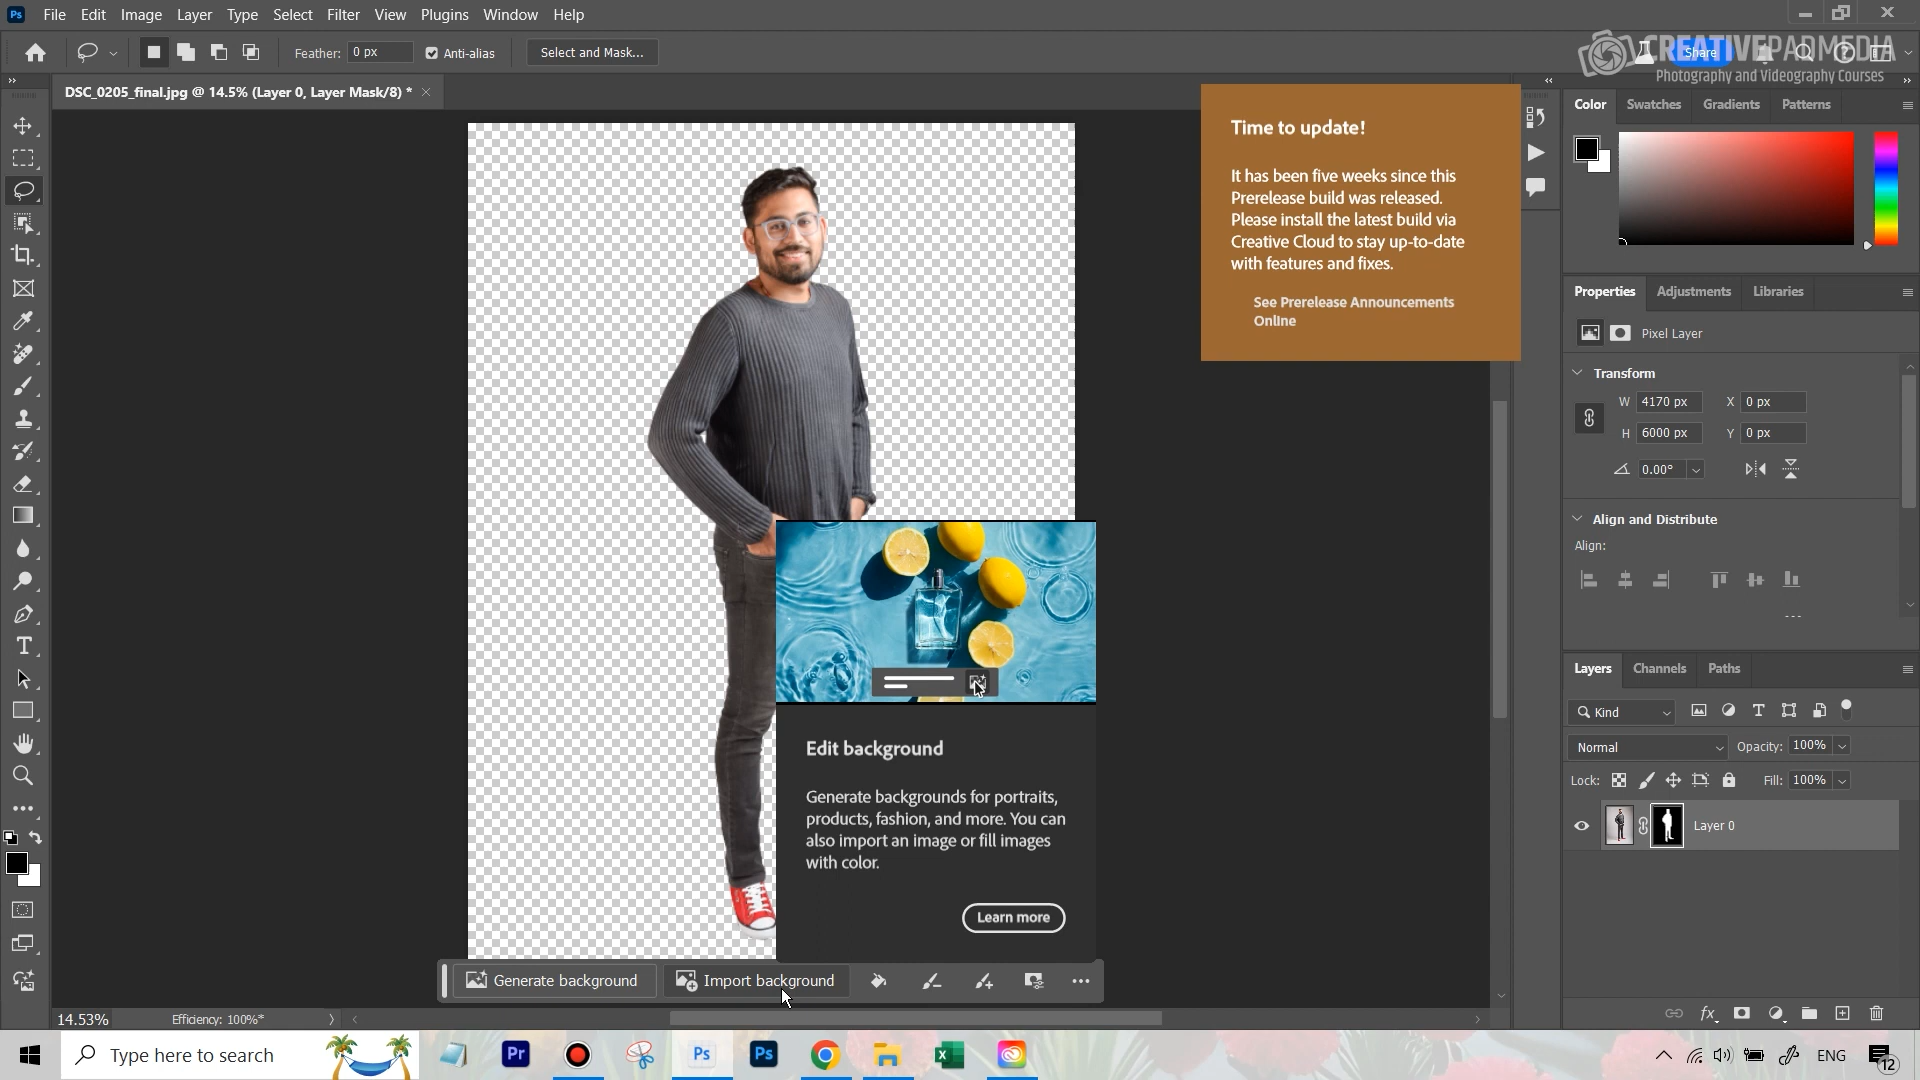 File Edit Image Layer Type Select Filter View Plugins Window Help
Feather: 0 px Anti-alias Select and Mask...
Share
CREATIVEPADMEDIA
Photography and Videography Courses
DSC_0205_final.jpg @ 14.5% (Layer 0, Layer Mask/8) *
Time to update!
It has been five weeks since this
Prerelease build was released.
Please install the latest build via
Creative Cloud to stay up-to-date
with features and fixes.
See Prerelease Announcements
Online
Color Swatches Gradients Patterns
Properties Adjustments Libraries
Pixel Layer
Transform
W 4170 px X 0 px
H 6000 px Y 0 px
0.00°
Align and Distribute
Align:
Layers Channels Paths
Kind
Normal Opacity: 100%
Lock: Fill: 100%
Layer 0
Edit background
Generate backgrounds for portraits,
products, fashion, and more. You can
also import an image or fill images
with color.
Learn more
Generate background Import background
14.53% Efficiency: 100%*
Type here to search
Pr
Ps
Ps
ENG
12